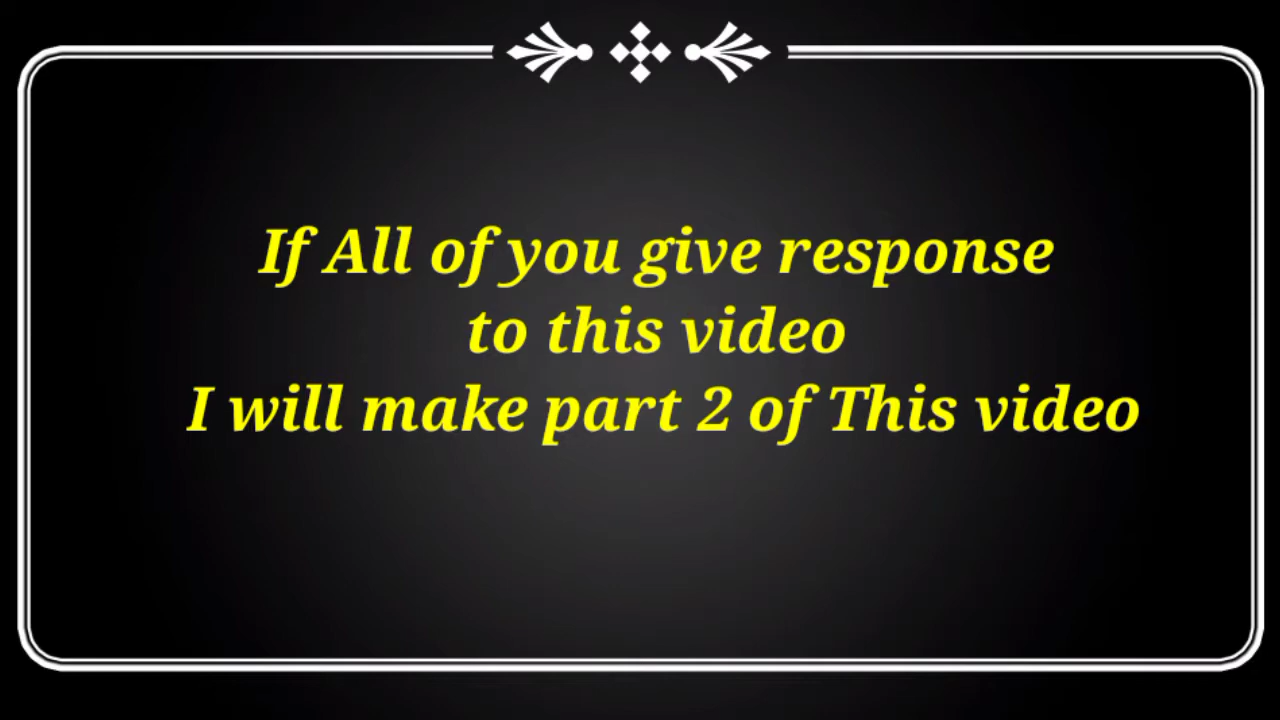 If All of you give response
to this video
I will make part 2 of This video